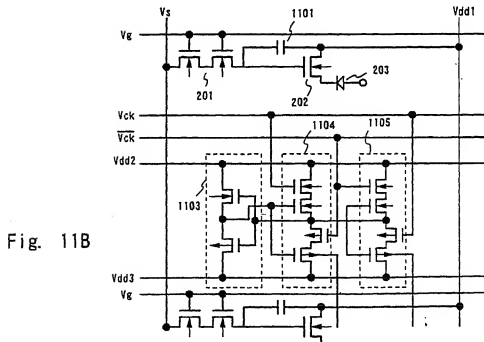 Vs
1101
Vdd1
Vg
201
202
203
Vck
1104
1105
Vck
Vdd2
1103
Fig. 11B
Vdd3
Vg